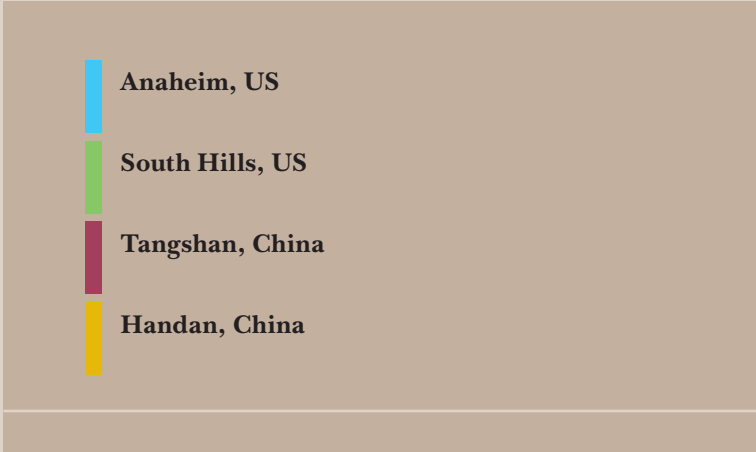 Anaheim, US
South Hills, US
Tangshan, China
Handan, China